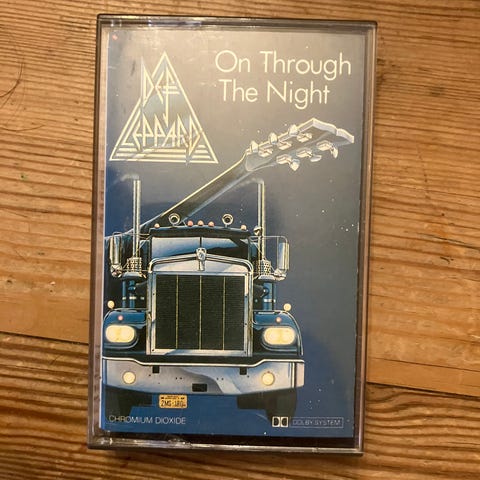 DEF
LEPPARD
On Through
The Night
CHROMIUM DIOXIDE
DOLBY SYSTEM